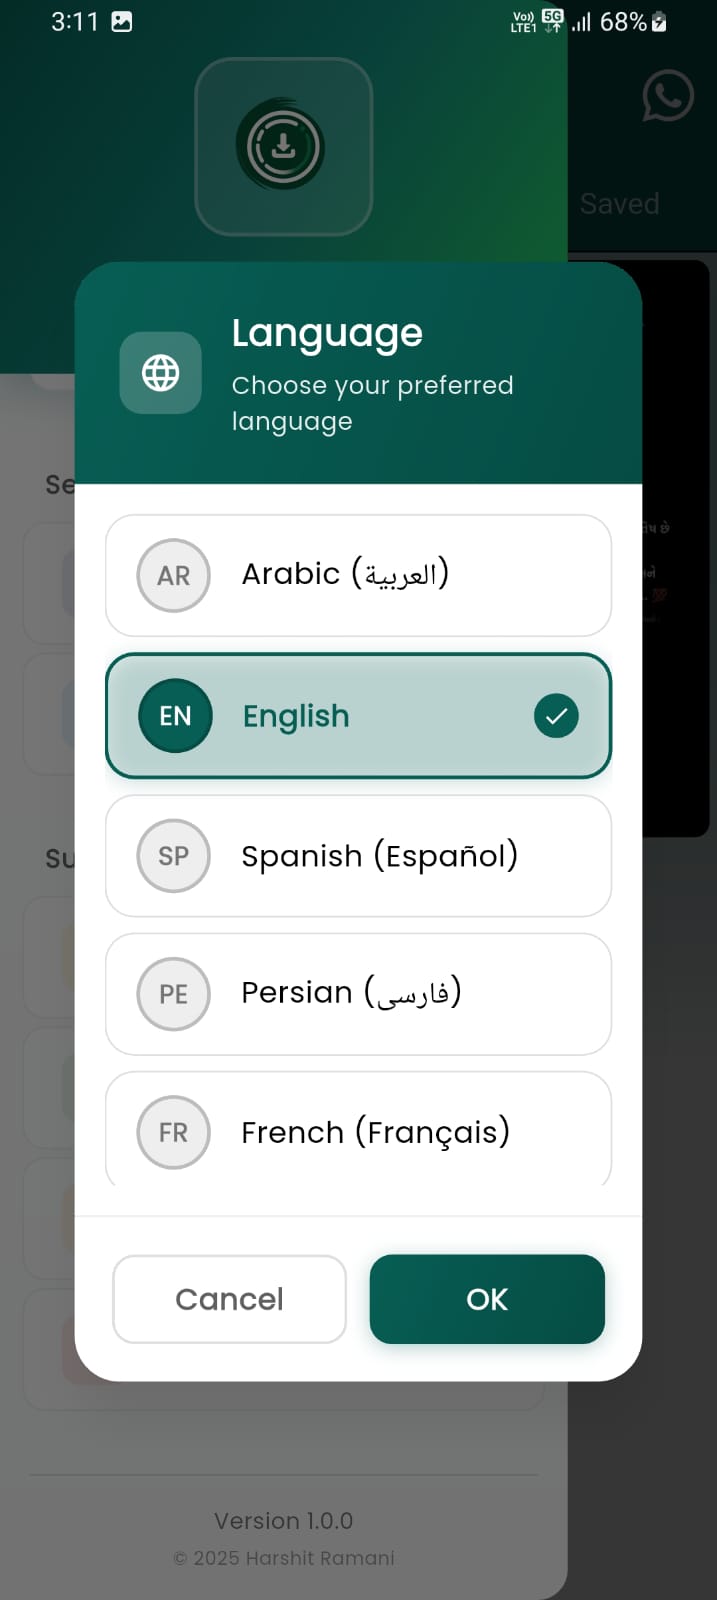 3:11
Vo))
LTE1
5G
68%
Saved
Language
Choose your preferred
language
Se
AR
Arabic (العربية)
EN
English
SP
Spanish (Español)
Su
PE
Persian (فارسی)
FR
French (Français)
Cancel
OK
Version 1.0.0
© 2025 Harshit Ramani